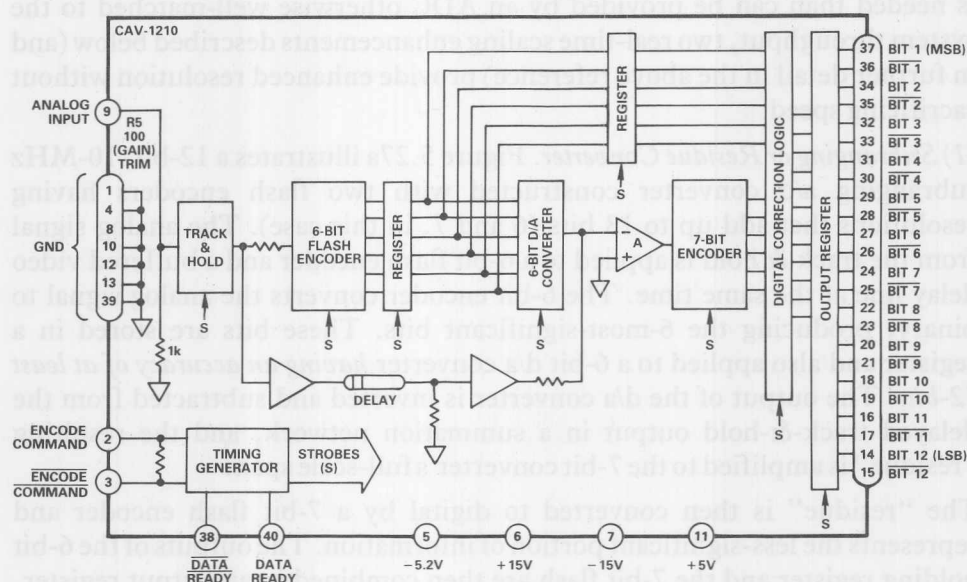 CAV-1210
ANALOG
INPUT
9
R5
100
(GAIN)
TRIM
GND
1
4
10
12
13
39
&
HOLD
S
1k
6-BIT
FLASH
ENCODER
S
REGISTER
S
6-BIT D/A
CONVERTER
S
REGISTER
S
A
+
7-BIT
ENCODER
S
DIGITAL CORRECTION LOGIC
S
OUTPUT REGISTER
S
DELAY
ENCODE
COMMAND
2
ENCODE
COMMAND
3
TIMING
GENERATOR
STROBES
(S)
38
DATA
READY
40
DATA
READY
5
−5.2V
6
+15V
7
−15V
11
+5V
37 BIT 1 (MSB)
36 BIT 1
34 BIT 2
35 BIT 2
32 BIT 3
33 BIT 3
31 BIT 4
30 BIT 4
29 BIT 5
28 BIT 5
26 BIT 6
27 BIT 6
24 BIT 7
25 BIT 7
22 BIT 8
23 BIT 8
20 BIT 9
21 BIT 9
18 BIT 10
19 BIT 10
16 BIT 11
17 BIT 11
14 BIT 12 (LSB)
15 BIT 12